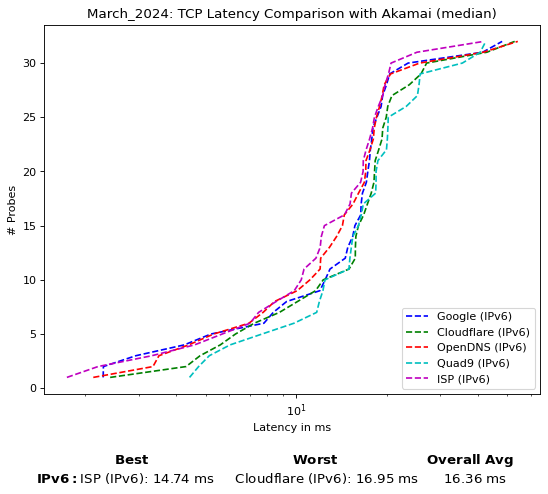 March_2024: TCP Latency Comparison with Akamai (median)
# Probes
30
25
20
15
10
5
0
Google (IPv6)
Cloudflare (IPv6)
OpenDNS (IPv6)
Quad9 (IPv6)
ISP (IPv6)
10¹
Latency in ms
Best Worst Overall Avg
IPv6: ISP (IPv6): 14.74 ms Cloudflare (IPv6): 16.95 ms 16.36 ms